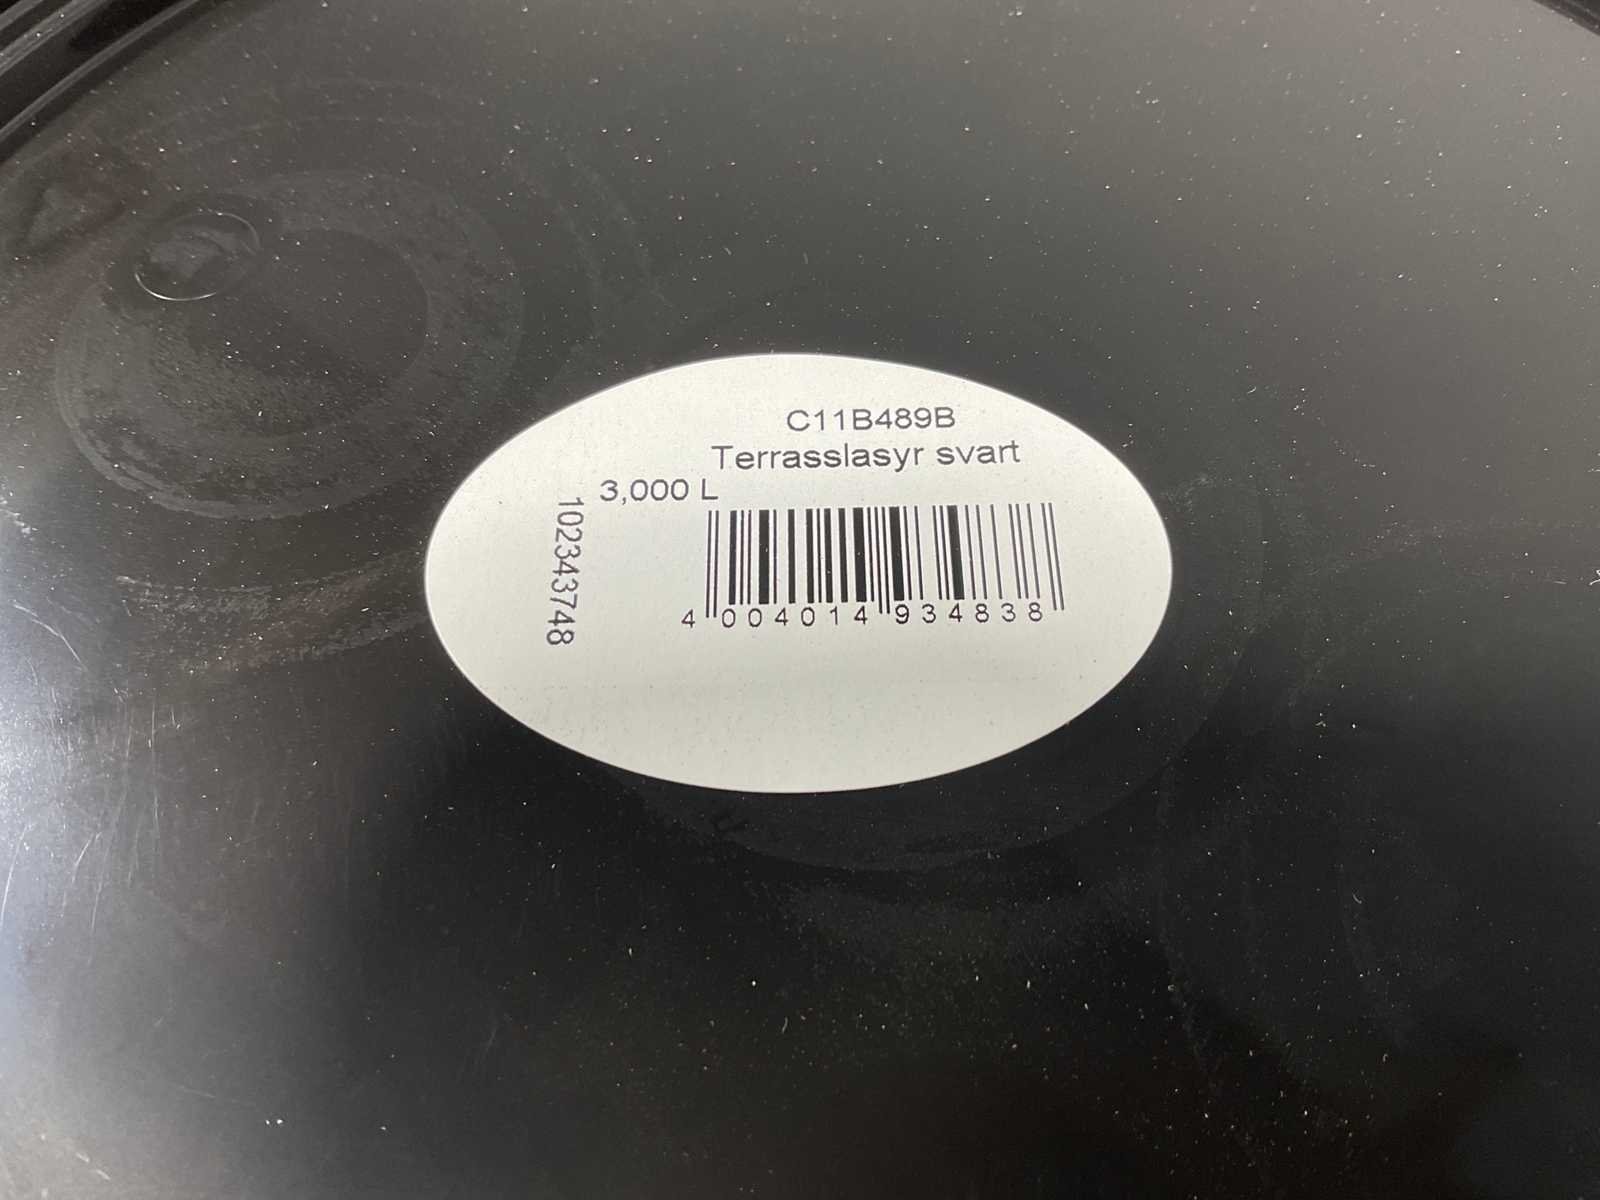 C11B489B
Terrasslasyr svart
3,000 L
102343748
4 004014 934838